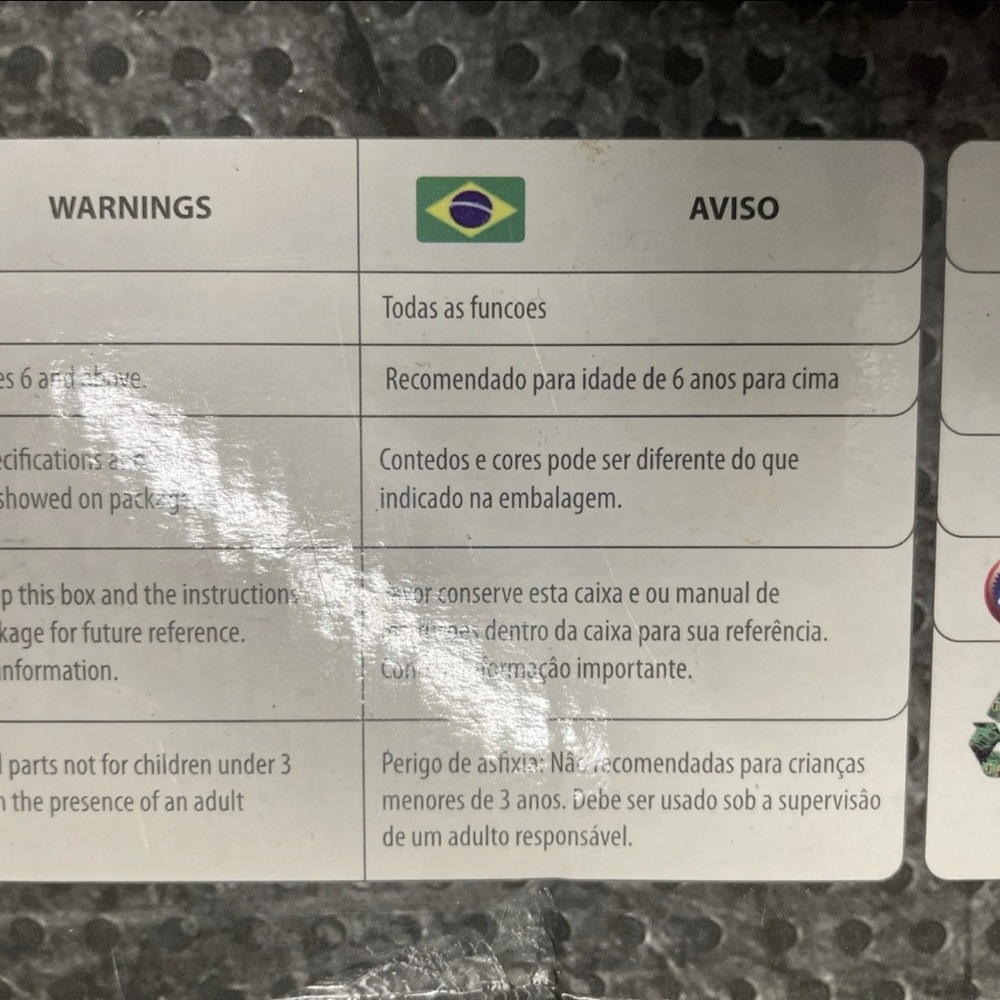 WARNINGS
AVISO
Todas as funcoes
es 6 and above.
Recomendado para idade de 6 anos para cima
ecifications
showed on package
Contedos e cores pode ser diferente do que
indicado na embalagem.
p this box and the instructions
kage for future reference.
nformation.
conserve esta caixa e ou manual de
dentro da caixa para sua referência.
importante.
l parts not for children under 3
n the presence of an adult
Perigo de asfixia: Nâo recomendadas para crianças
menores de 3 anos. Debe ser usado sob a supervisâo
de um adulto responsável.